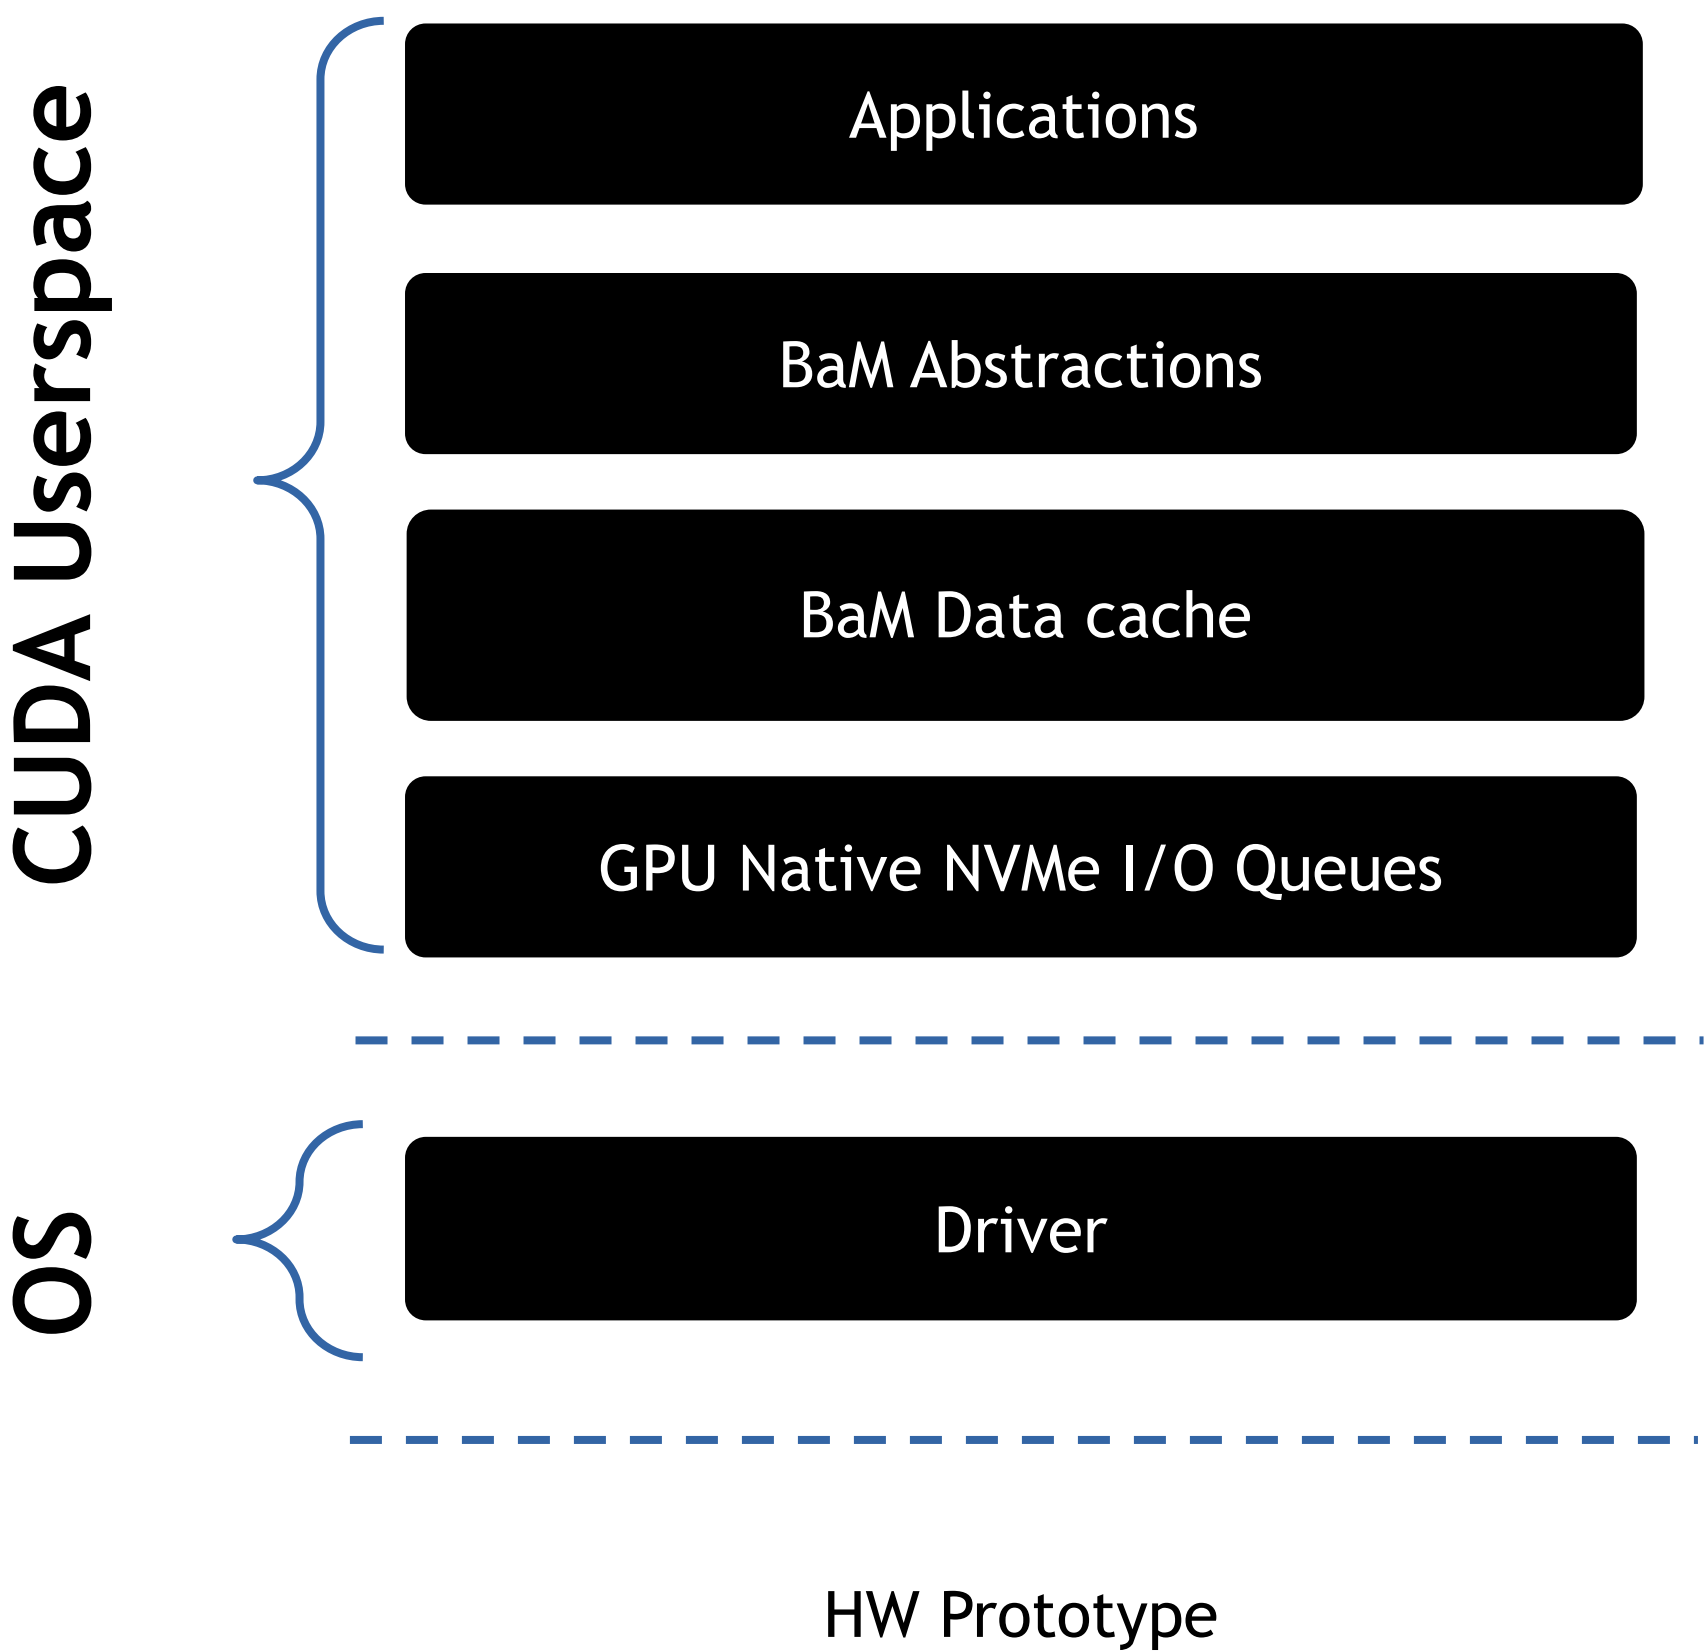 CUDA Userspace
Applications
BaM Abstractions
BaM Data cache
GPU Native NVMe I/O Queues
OS
Driver
HW Prototype